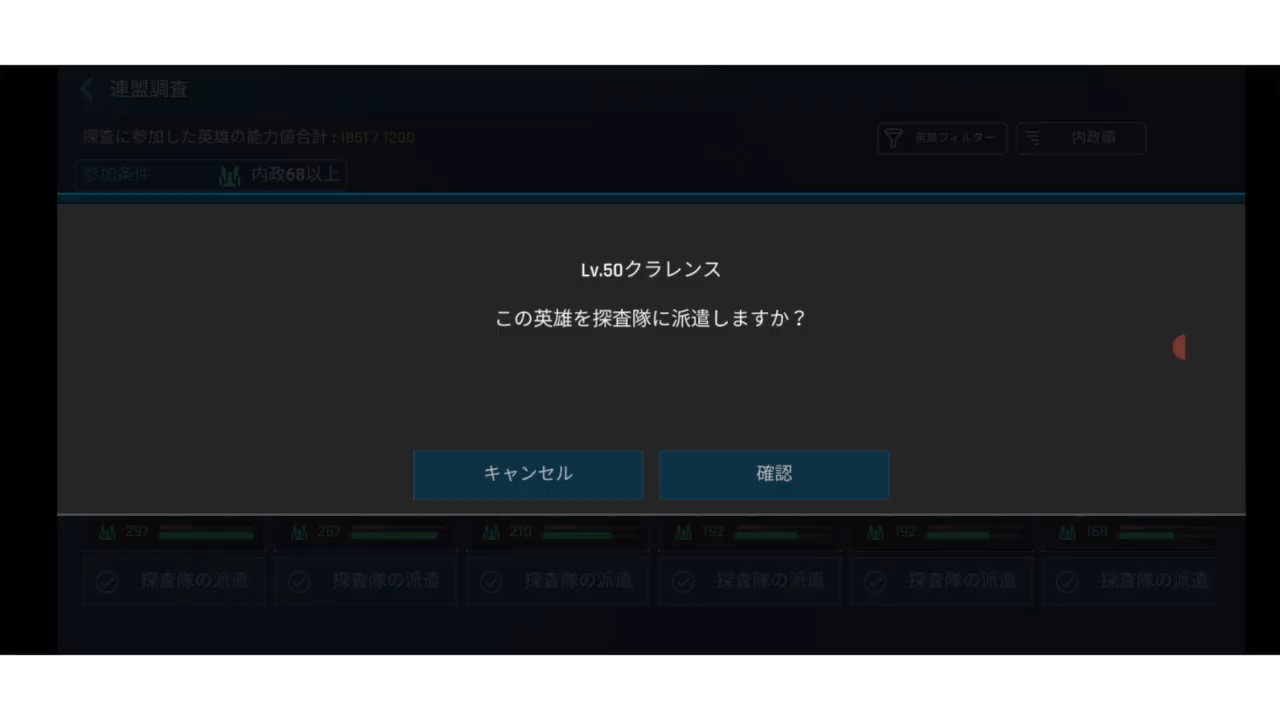 連盟調査
探査に参加した英雄の能力値合計 : 1051 / 1200
英雄フィルター
内政順
参加条件 内政68以上
Lv.50クラレンス
この英雄を探査隊に派遣しますか？
キャンセル 確認
297 267 210 192 192 168
探査隊の派遣 探査隊の派遣 探査隊の派遣 探査隊の派遣 探査隊の派遣 探査隊の派遣